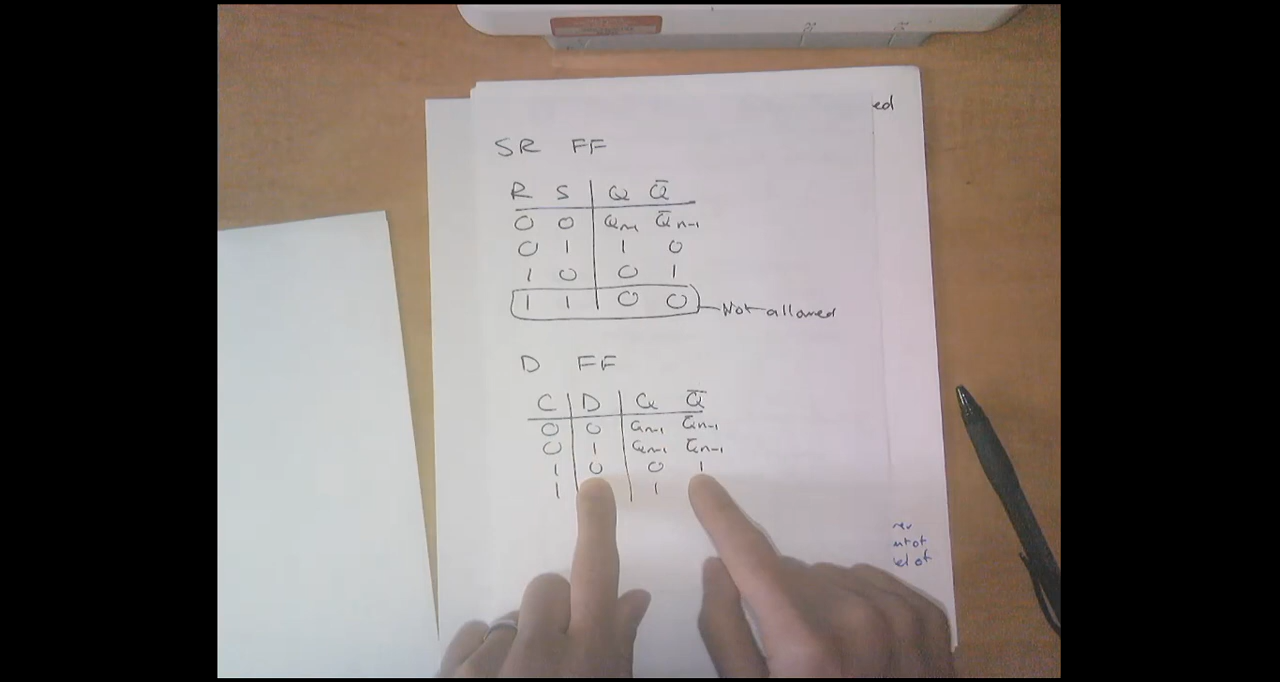 ed
SR FF
R S Q Q̅
0 0 Qn-1 Q̅n-1
0 1 1 0
1 0 0 1
1 1 0 0 Not allowed
D FF
C D Q Q̅
0 0 Qn-1 Q̅n-1
0 1 Qn-1 Q̅n-1
1 0 0 1
1 1